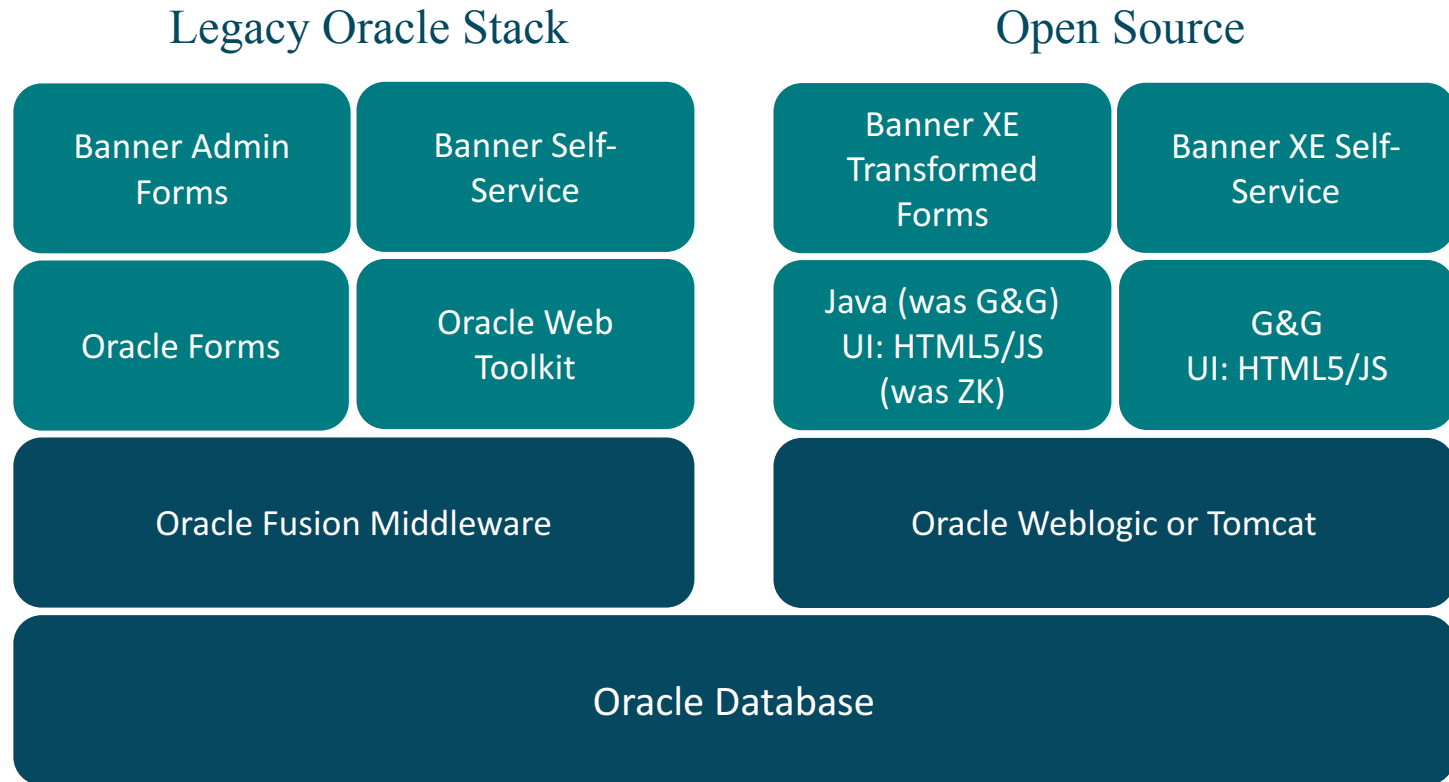 Legacy Oracle Stack
Open Source
Banner Admin
Forms
Banner Self-
Service
Banner XE
Transformed
Forms
Banner XE Self-
Service
Oracle Forms
Oracle Web
Toolkit
Java (was G&G)
UI: HTML5/JS
(was ZK)
G&G
UI: HTML5/JS
Oracle Fusion Middleware
Oracle Weblogic or Tomcat
Oracle Database